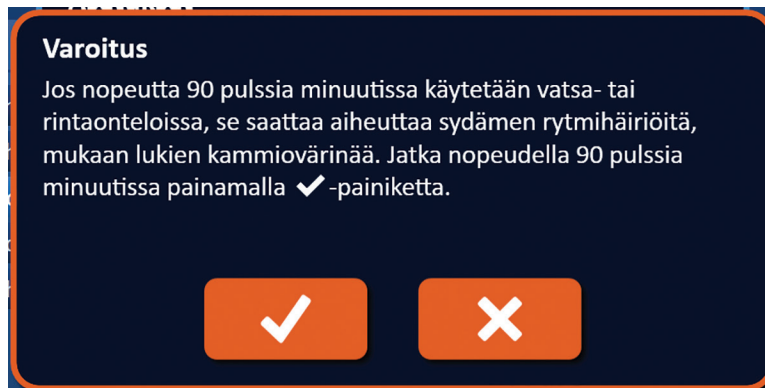 Varoitus
Jos nopeutta 90 pulssia minuutissa käytetään vatsa- tai
rintaonteloissa, se saattaa aiheuttaa sydämen rytmihäiriöitä,
mukaan lukien kammiovärinää. Jatka nopeudella 90 pulssia
minuutissa painamalla ✔-painiketta.